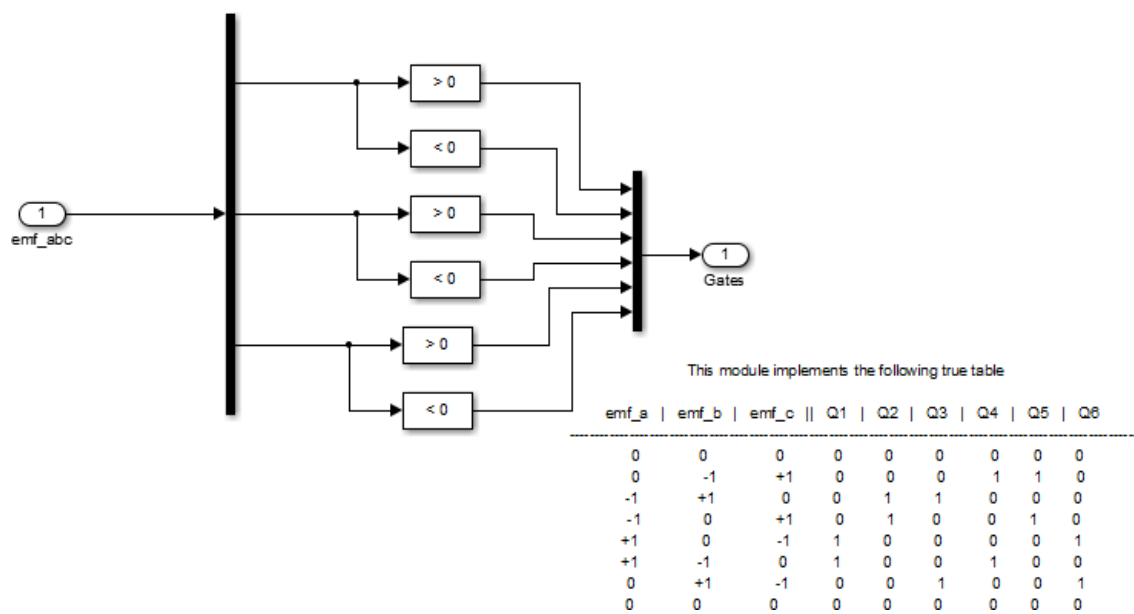 > 0
< 0
> 0
1
emf_abc
< 0
1
Gates
> 0
< 0
This module implements the following true table
emf_a | emf_b | emf_c || Q1 | Q2 | Q3 | Q4 | Q5 | Q6
--------------------------------------------------------------------
0 0 0 0 0 0 0 0 0
0 -1 +1 0 0 0 1 1 0
-1 +1 0 0 1 1 0 0 0
-1 0 +1 0 1 0 0 1 0
+1 0 -1 1 0 0 0 0 1
+1 -1 0 1 0 0 1 0 0
0 +1 -1 0 0 1 0 0 1
0 0 0 0 0 0 0 0 0